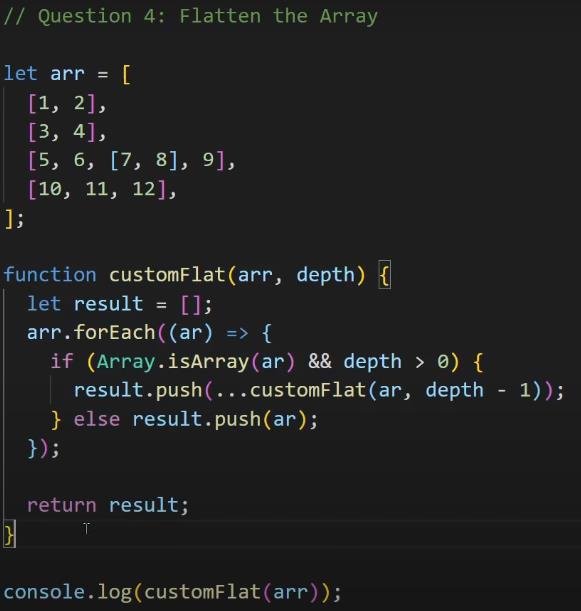 // Question 4: Flatten the Array
let arr = [
[1, 2],
[3, 4],
[5, 6, [7, 8], 9],
[10, 11, 12],
];
function customFlat(arr, depth) {
let result = [];
arr.forEach((ar) => {
if (Array.isArray(ar) && depth > 0) {
result.push(...customFlat(ar, depth - 1));
} else result.push(ar);
});
return result;
}
console.log(customFlat(arr));